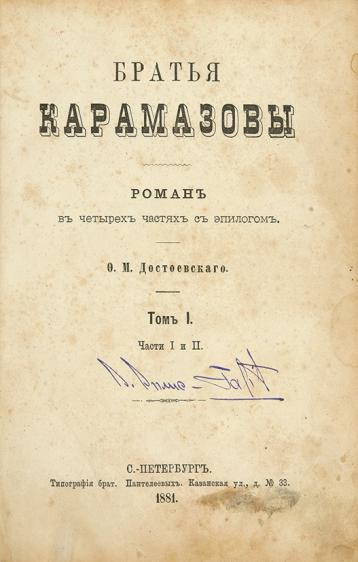 БРАТЬЯ
КАРАМАЗОВЫ
РОМАНЪ
въ четырехъ частяхъ съ эпилогомъ.
Ѳ. М. Достоевскаго.
Томъ I.
Части I и II.
С.-ПЕТЕРБУРГЪ.
Типографія брат. Пантелеевыхъ. Казанская ул., д. № 33.
1881.